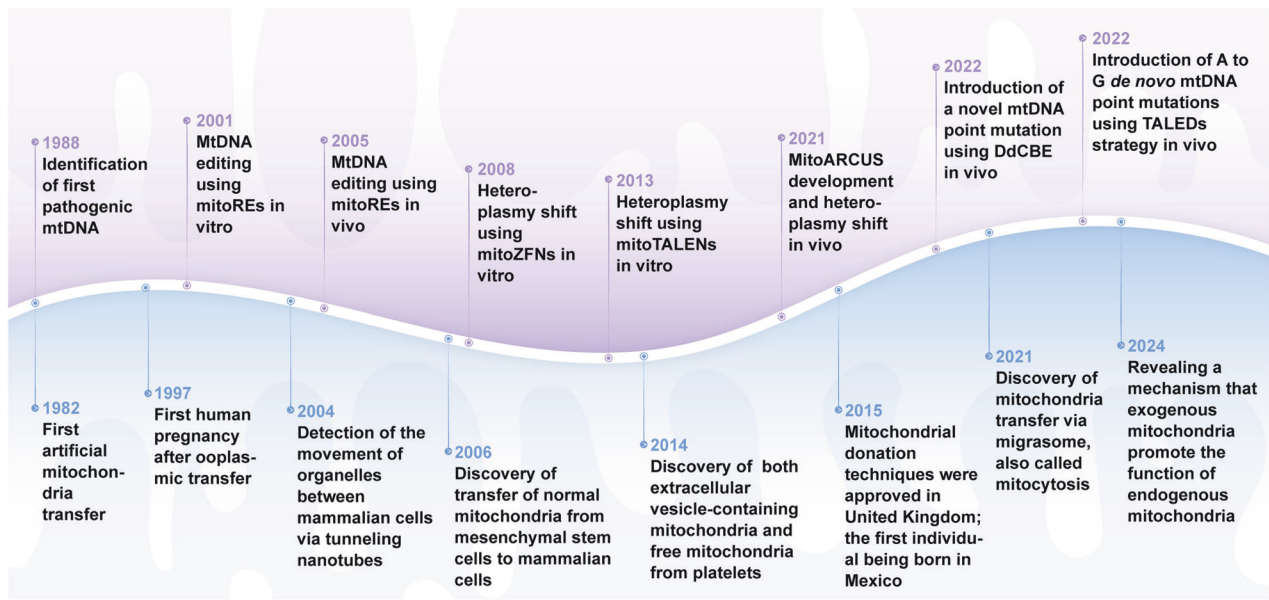 1988
Identification
of first
pathogenic
mtDNA
2001
MtDNA
editing
using
mitoREs in
vitro
2005
MtDNA
editing using
mitoREs in
vivo
2008
Hetero-
plasmy shift
using
mitoZFNs in
vitro
2013
Heteroplasmy
shift using
mitoTALENs
in vitro
2021
MitoARCUS
development
and hetero-
plasmy shift
in vivo
2022
Introduction of
a novel mtDNA
point mutation
using DdCBE
in vivo
2022
Introduction of A to
G de novo mtDNA
point mutations
using TALEDs
strategy in vivo
1982
First
artificial
mitochon-
dria
transfer
1997
First human
pregnancy
after ooplas-
mic transfer
2004
Detection of the
movement of
organelles
between
mammalian cells
via tunneling
nanotubes
2006
Discovery of
transfer of normal
mitochondria from
mesenchymal stem
cells to mammalian
cells
2014
Discovery of both
extracellular
vesicle-containing
mitochondria and
free mitochondria
from platelets
2015
Mitochondrial
donation
techniques were
approved in
United Kingdom;
the first individu-
al being born in
Mexico
2021
Discovery of
mitochondria
transfer via
migrasome,
also called
mitocytosis
2024
Revealing a
mechanism that
exogenous
mitochondria
promote the
function of
endogenous
mitochondria